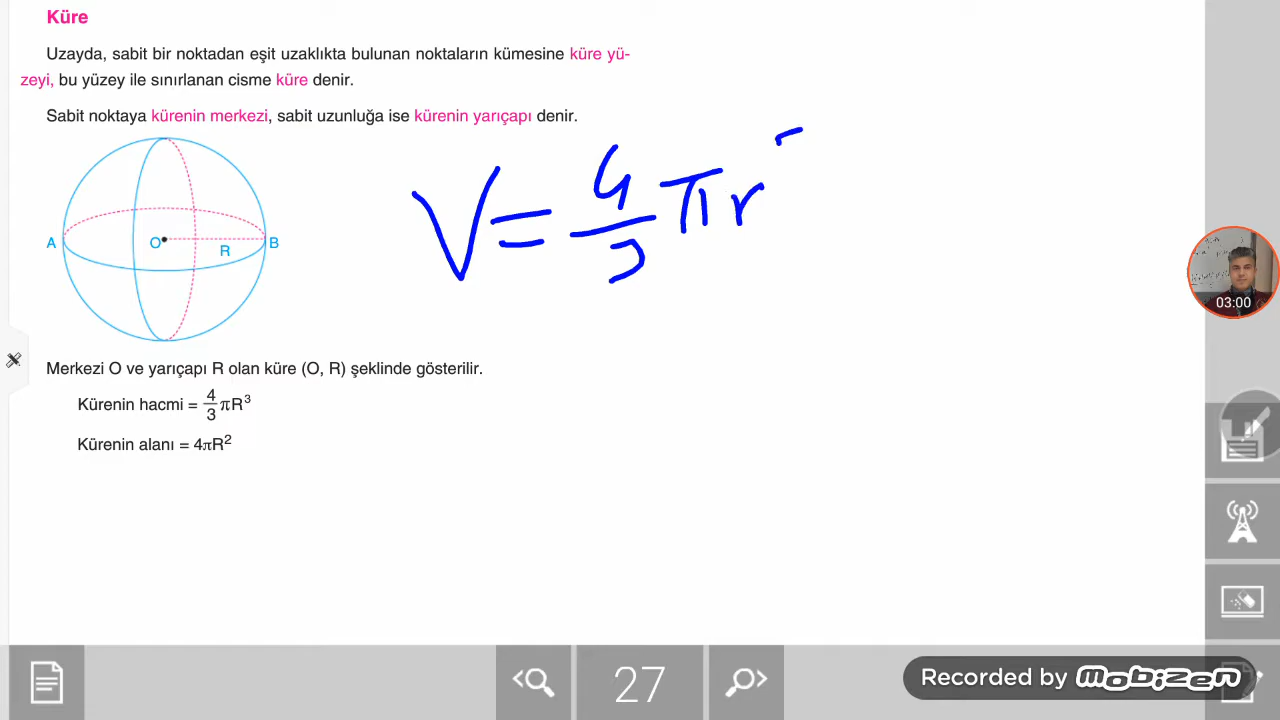 Küre
Uzayda, sabit bir noktadan eşit uzaklıkta bulunan noktaların kümesine küre yü-
zeyi, bu yüzey ile sınırlanan cisme küre denir.
Sabit noktaya kürenin merkezi, sabit uzunluğa ise kürenin yarıçapı denir.
V = 4/3 πr
A
O
R
B
03:00
Merkezi O ve yarıçapı R olan küre (O, R) şeklinde gösterilir.
Kürenin hacmi = 4/3 πR³
Kürenin alanı = 4πR²
27
Recorded by mobizen